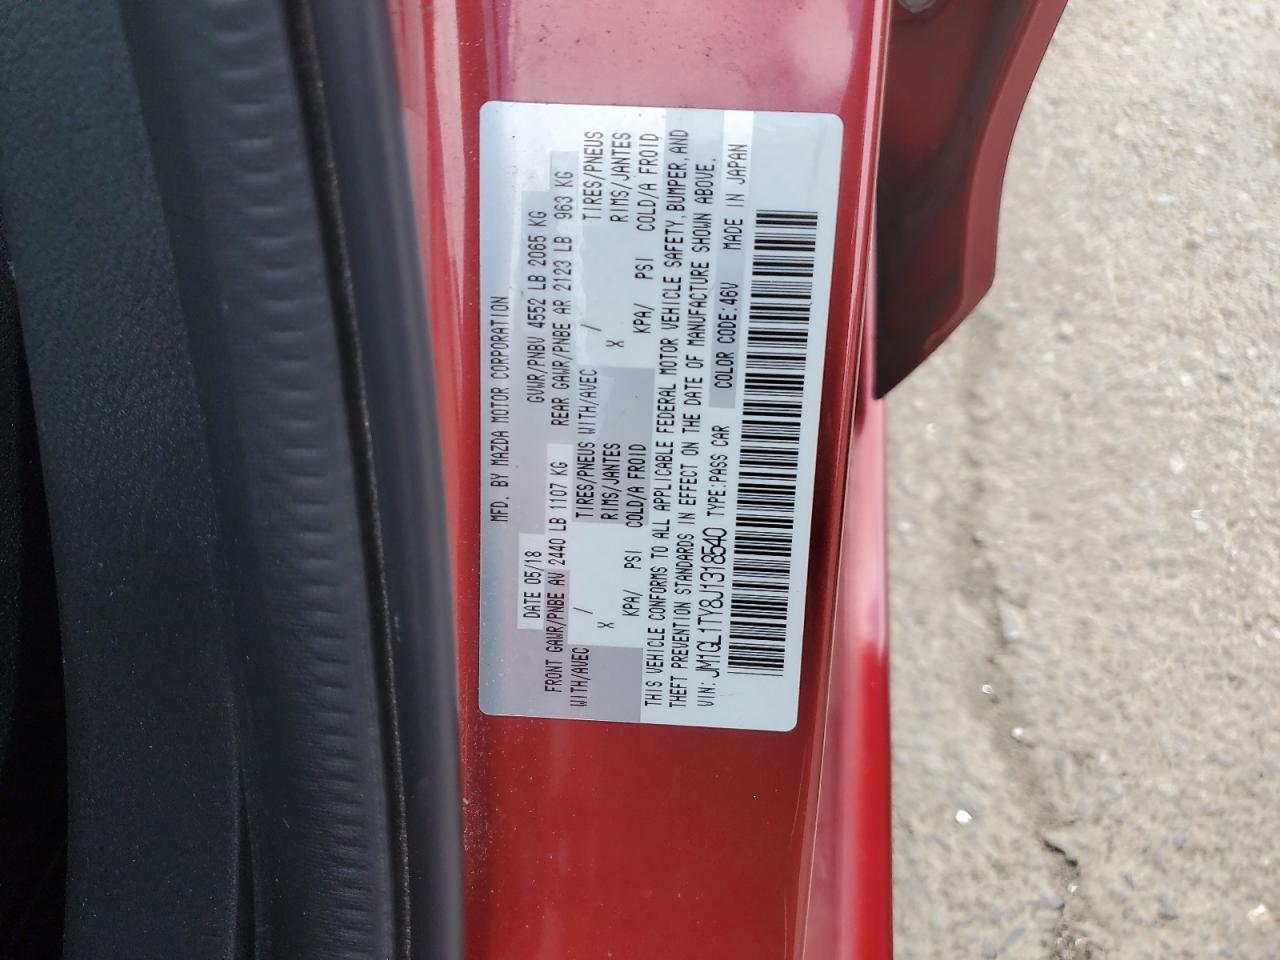 MFD. BY MAZDA MOTOR CORPORATION
DATE 05/18 GVWR/PNBV 4552 LB 2065 KG
FRONT GAWR/PNBE AV 2440 LB 1107 KG REAR GAWR/PNBE AR 2123 LB 963 KG
WITH/AVEC / TIRES/PNEUS WITH/AVEC / TIRES/PNEUS
X RIMS/JANTES X RIMS/JANTES
KPA/ PSI COLD/A FROID KPA/ PSI COLD/A FROID
THIS VEHICLE CONFORMS TO ALL APPLICABLE FEDERAL MOTOR VEHICLE SAFETY, BUMPER, AND
THEFT PREVENTION STANDARDS IN EFFECT ON THE DATE OF MANUFACTURE SHOWN ABOVE.
VIN: JM1GL1TY8J1318540 TYPE:PASS CAR COLOR CODE:46V MADE IN JAPAN